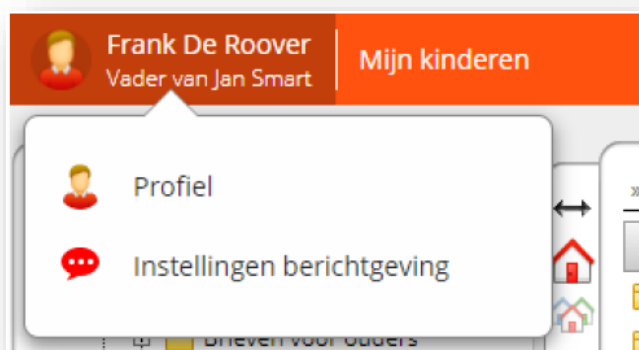 Frank De Roover
Vader van Jan Smart
Mijn kinderen
Profiel
»
Instellingen berichtgeving
Brieven voor ouders